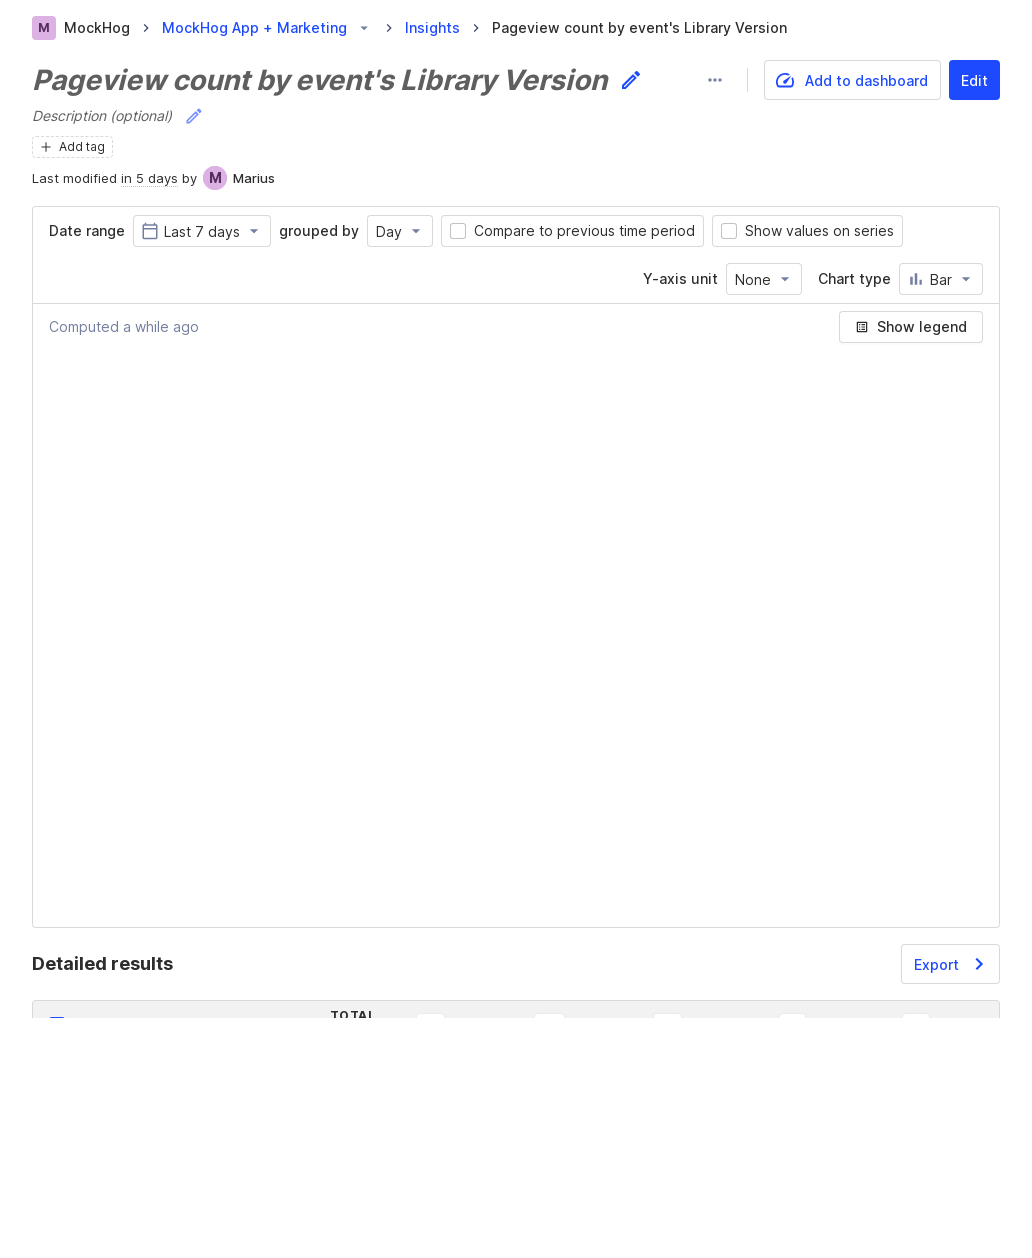 M MockHog > MockHog App + Marketing > Insights > Pageview count by event's Library Version
Pageview count by event's Library Version
Add to dashboard
Edit
Description (optional)
Add tag
Last modified in 5 days by M Marius
Date range Last 7 days grouped by Day Compare to previous time period Show values on series
Y-axis unit None Chart type Bar
Computed a while ago
Show legend
Detailed results
Export
TOTAL